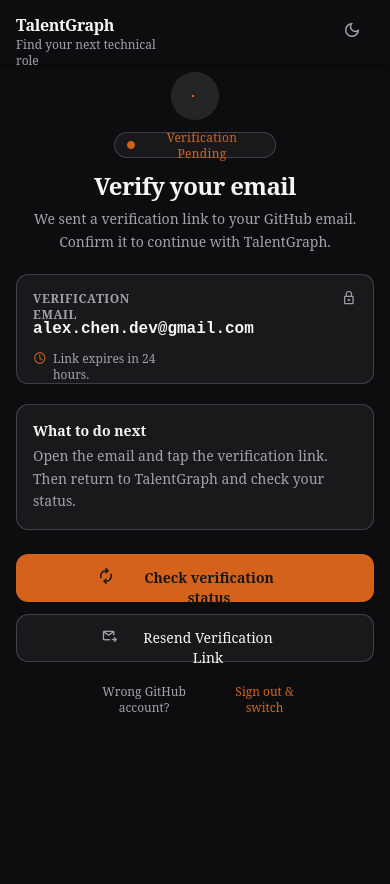 TalentGraph
Find your next technical
role
Verification
Pending
Verify your email
We sent a verification link to your GitHub email.
Confirm it to continue with TalentGraph.
VERIFICATION
EMAIL
alex.chen.dev@gmail.com
Link expires in 24
hours.
What to do next
Open the email and tap the verification link.
Then return to TalentGraph and check your
status.
Check verification
status
Resend Verification
Link
Wrong GitHub
account?
Sign out &
switch